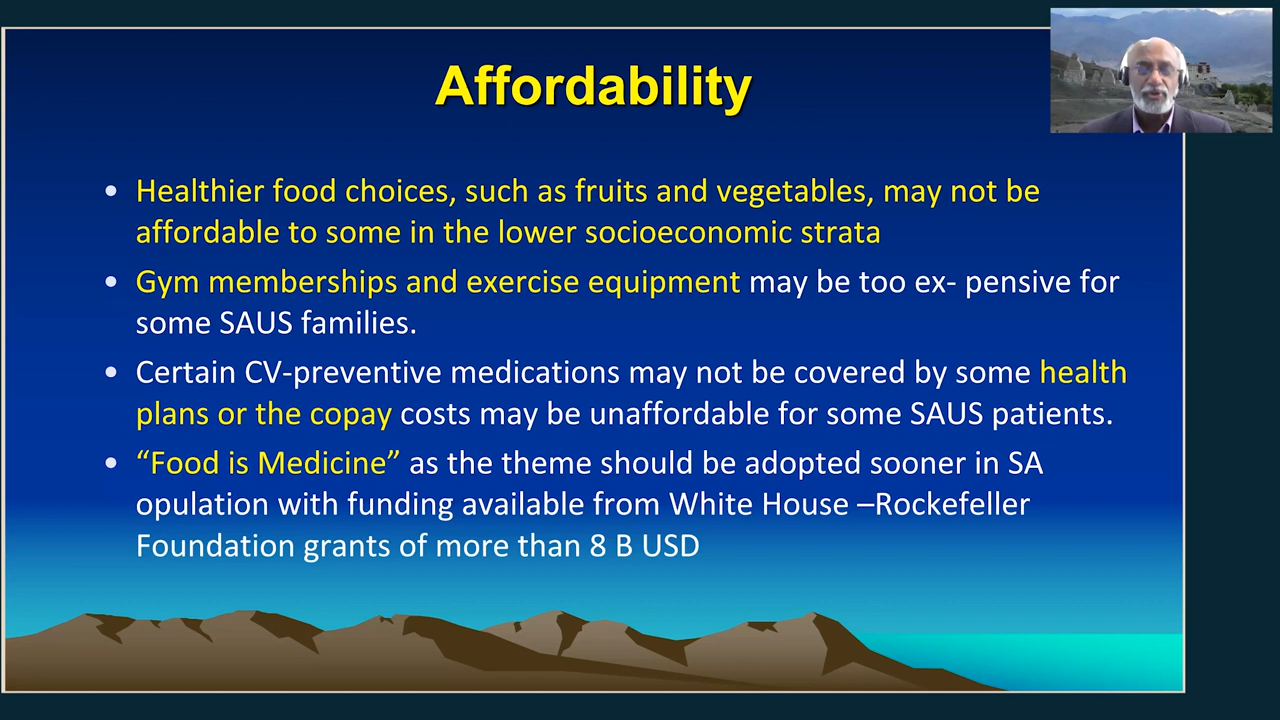 Affordability
• Healthier food choices, such as fruits and vegetables, may not be
affordable to some in the lower socioeconomic strata
• Gym memberships and exercise equipment may be too ex- pensive for
some SAUS families.
• Certain CV-preventive medications may not be covered by some health
plans or the copay costs may be unaffordable for some SAUS patients.
• “Food is Medicine” as the theme should be adopted sooner in SA
opulation with funding available from White House –Rockefeller
Foundation grants of more than 8 B USD